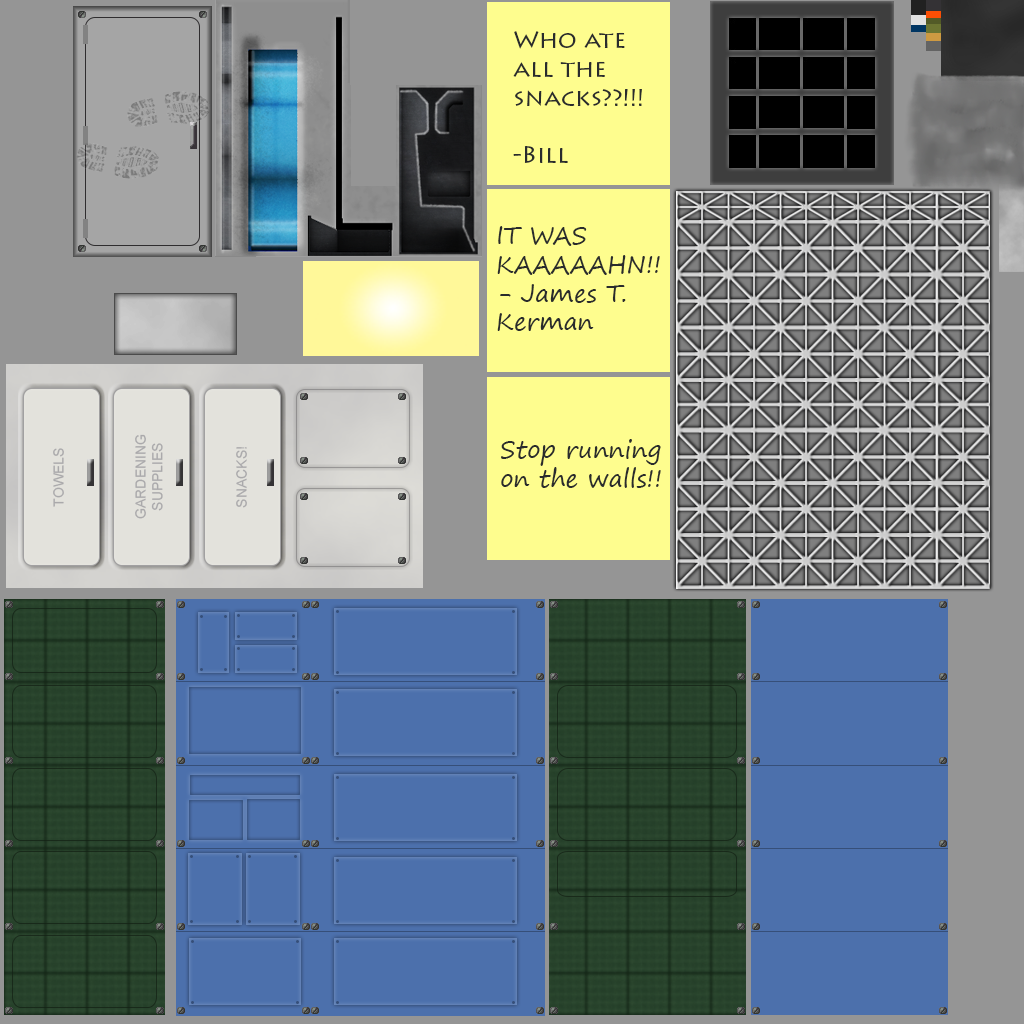 WHO ATE
ALL THE
SNACKS??!!!
-BILL
IT WAS
KAAAAAHN!!
- James T.
Kerman
Stop running
on the walls!!
TOWELS
GARDENING
SUPPLIES
SNACKS!